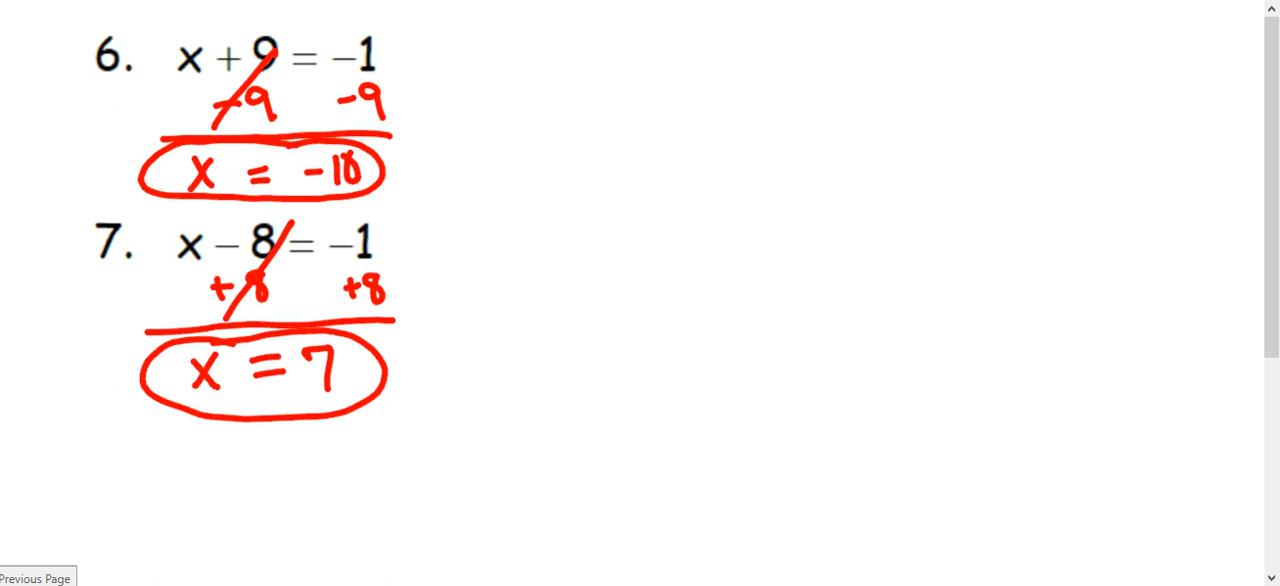 6. x + 9 = -1
-9 -9
x = -10
7. x - 8 = -1
+8 +8
x = 7
Previous Page